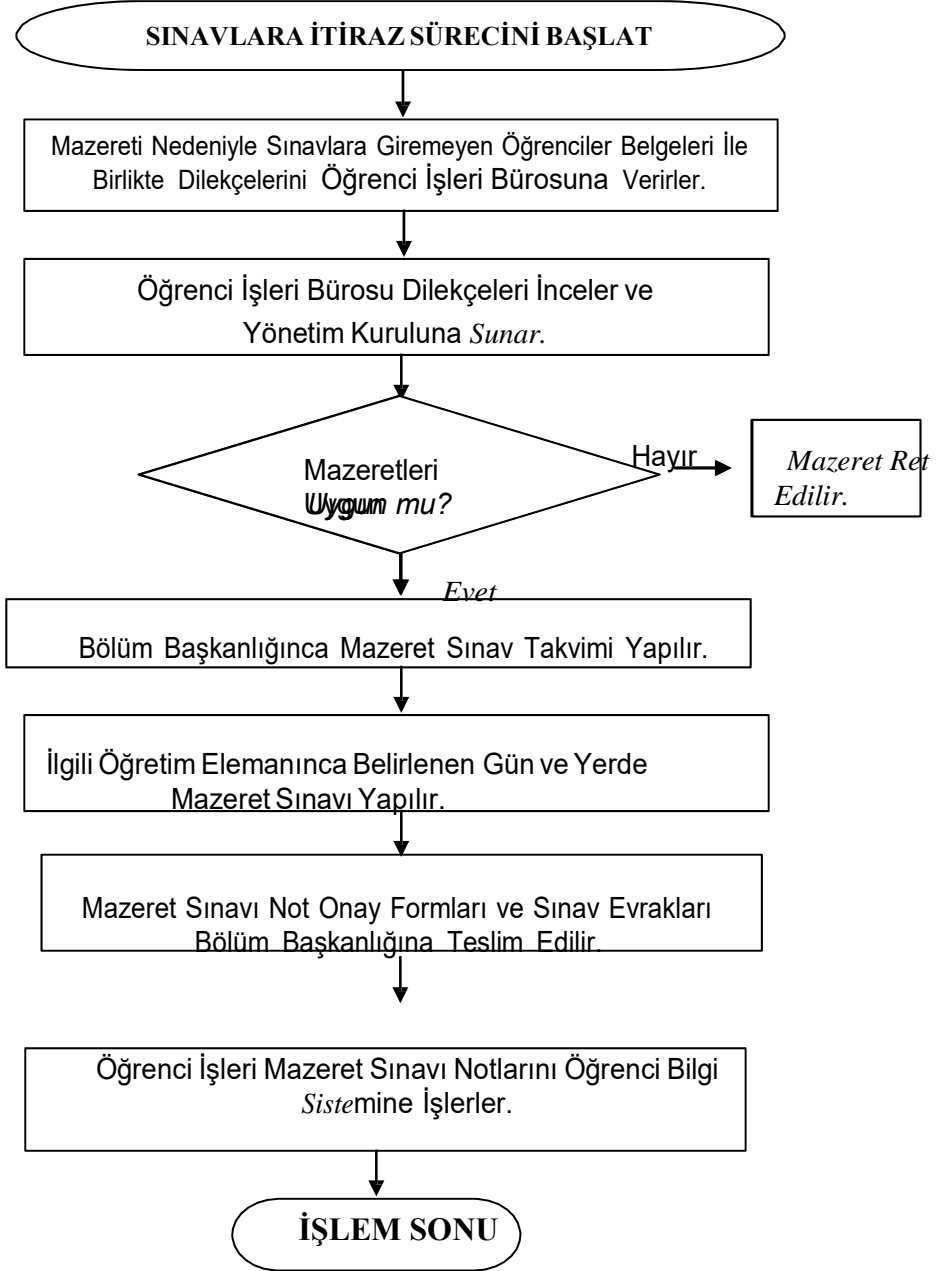 SINAVLARA İTİRAZ SÜRECİNİ BAŞLAT
Mazereti Nedeniyle Sınavlara Giremeyen Öğrenciler Belgeleri İle
Birlikte Dilekçelerini Öğrenci İşleri Bürosuna Verirler.
Öğrenci İşleri Bürosu Dilekçeleri İnceler ve
Yönetim Kuruluna Sunar.
Mazeretleri
Uygun mu?
Hayır
Mazeret Ret
Edilir.
Evet
Bölüm Başkanlığınca Mazeret Sınav Takvimi Yapılır.
İlgili Öğretim Elemanınca Belirlenen Gün ve Yerde
Mazeret Sınavı Yapılır.
Mazeret Sınavı Not Onay Formları ve Sınav Evrakları
Bölüm Başkanlığına Teslim Edilir.
Öğrenci İşleri Mazeret Sınavı Notlarını Öğrenci Bilgi
Sistemine İşlerler.
İŞLEM SONU